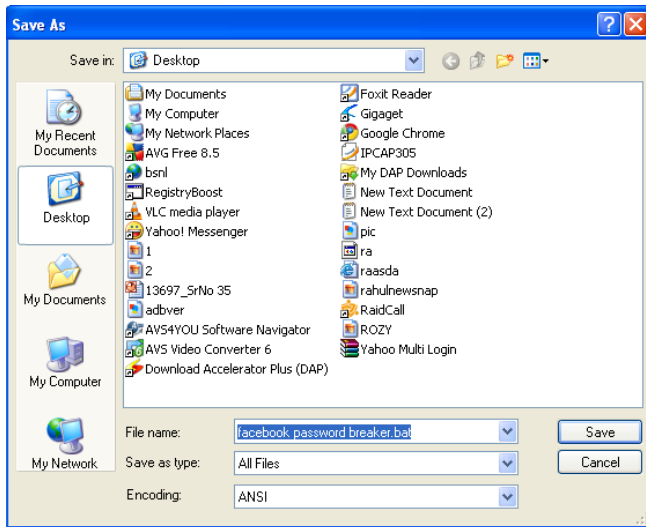 Save As
Save in:
Desktop
My Recent
Documents
Desktop
My Documents
My Computer
My Network
My Documents
My Computer
My Network Places
AVG Free 8.5
bsnl
RegistryBoost
VLC media player
Yahoo! Messenger
1
2
13697_SrNo 35
adbver
AVS4YOU Software Navigator
AVS Video Converter 6
Download Accelerator Plus (DAP)
Foxit Reader
Gigaget
Google Chrome
IPCAP305
My DAP Downloads
New Text Document
New Text Document (2)
pic
ra
raasda
rahulnewsnap
RaidCall
ROZY
Yahoo Multi Login
File name:
facebook password breaker.bat
Save
Save as type:
All Files
Cancel
Encoding:
ANSI